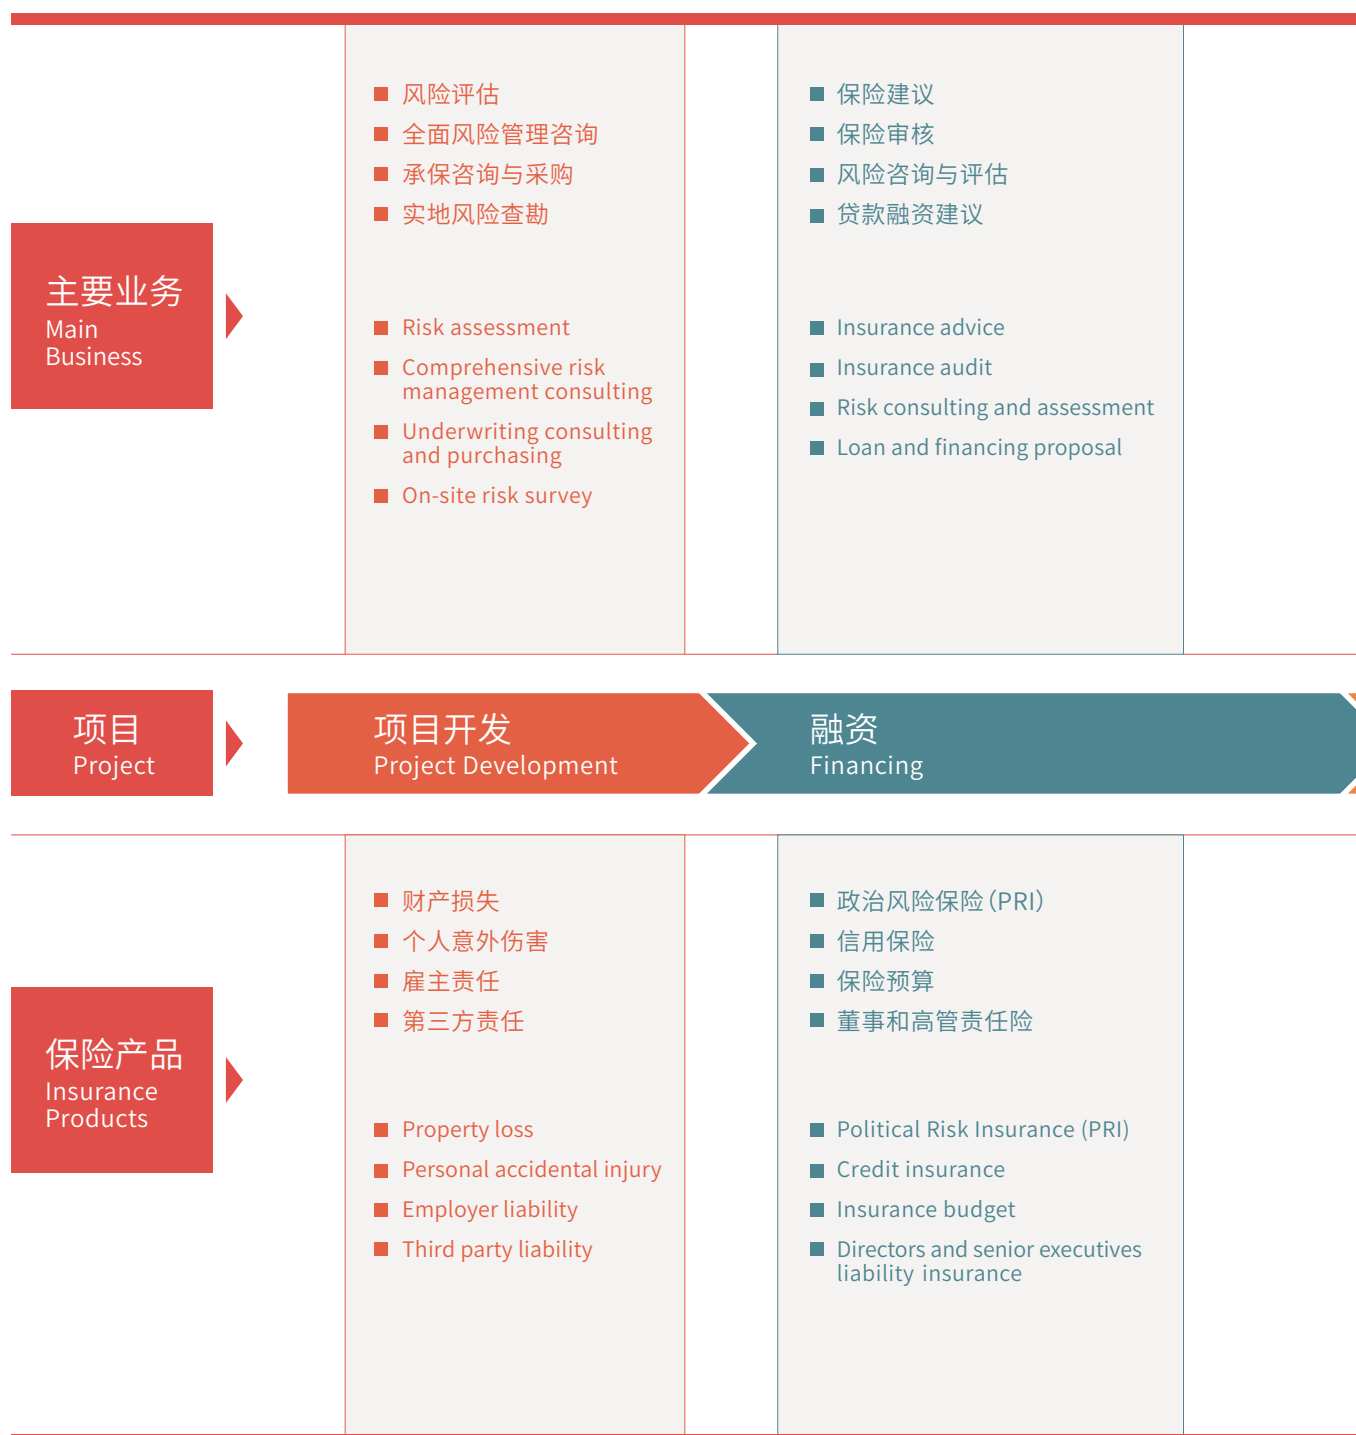 主要业务
Main
Business
风险评估
全面风险管理咨询
承保咨询与采购
实地风险查勘
Risk assessment
Comprehensive risk
management consulting
Underwriting consulting
and purchasing
On-site risk survey
保险建议
保险审核
风险咨询与评估
贷款融资建议
Insurance advice
Insurance audit
Risk consulting and assessment
Loan and financing proposal
项目
Project
项目开发
Project Development
融资
Financing
保险产品
Insurance
Products
财产损失
个人意外伤害
雇主责任
第三方责任
Property loss
Personal accidental injury
Employer liability
Third party liability
政治风险保险（PRI）
信用保险
保险预算
董事和高管责任险
Political Risk Insurance (PRI)
Credit insurance
Insurance budget
Directors and senior executives
liability insurance